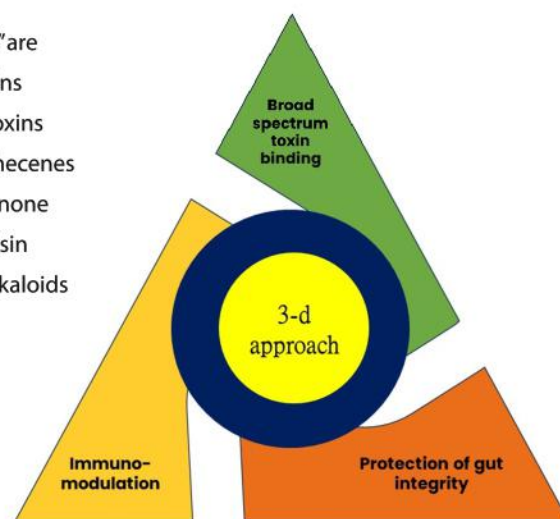 "are
ns
oxins
hecenes
none
sin
kaloids
Broad
spectrum
toxin
binding
3-d
approach
Immuno-
modulation
Protection of gut
integrity